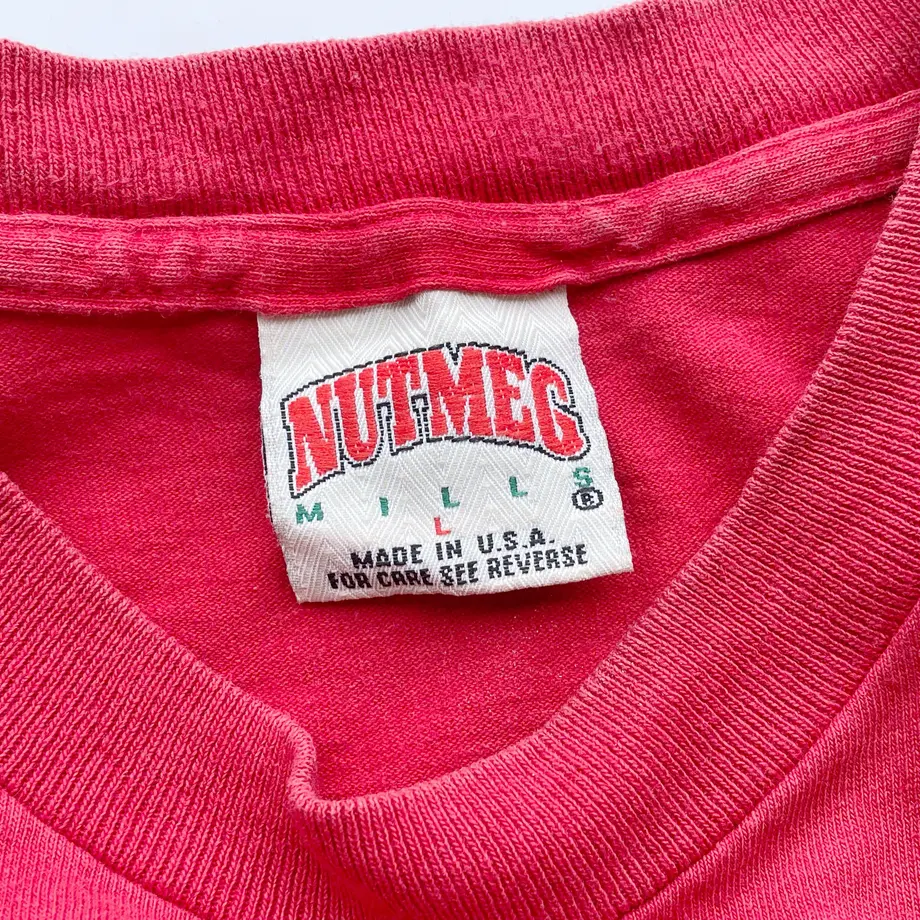 NUTMEG
MILLS®
L
MADE IN U.S.A.
FOR CARE SEE REVERSE